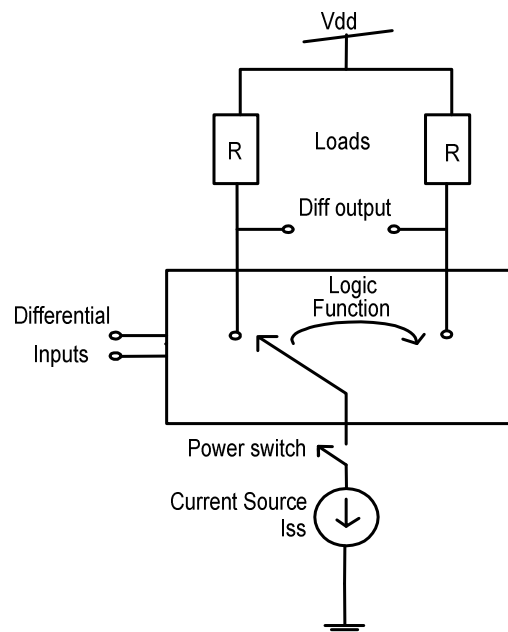 Vdd
R
Loads
R
Diff output
Logic
Function
Differential
Inputs
Power switch
Current Source
Iss